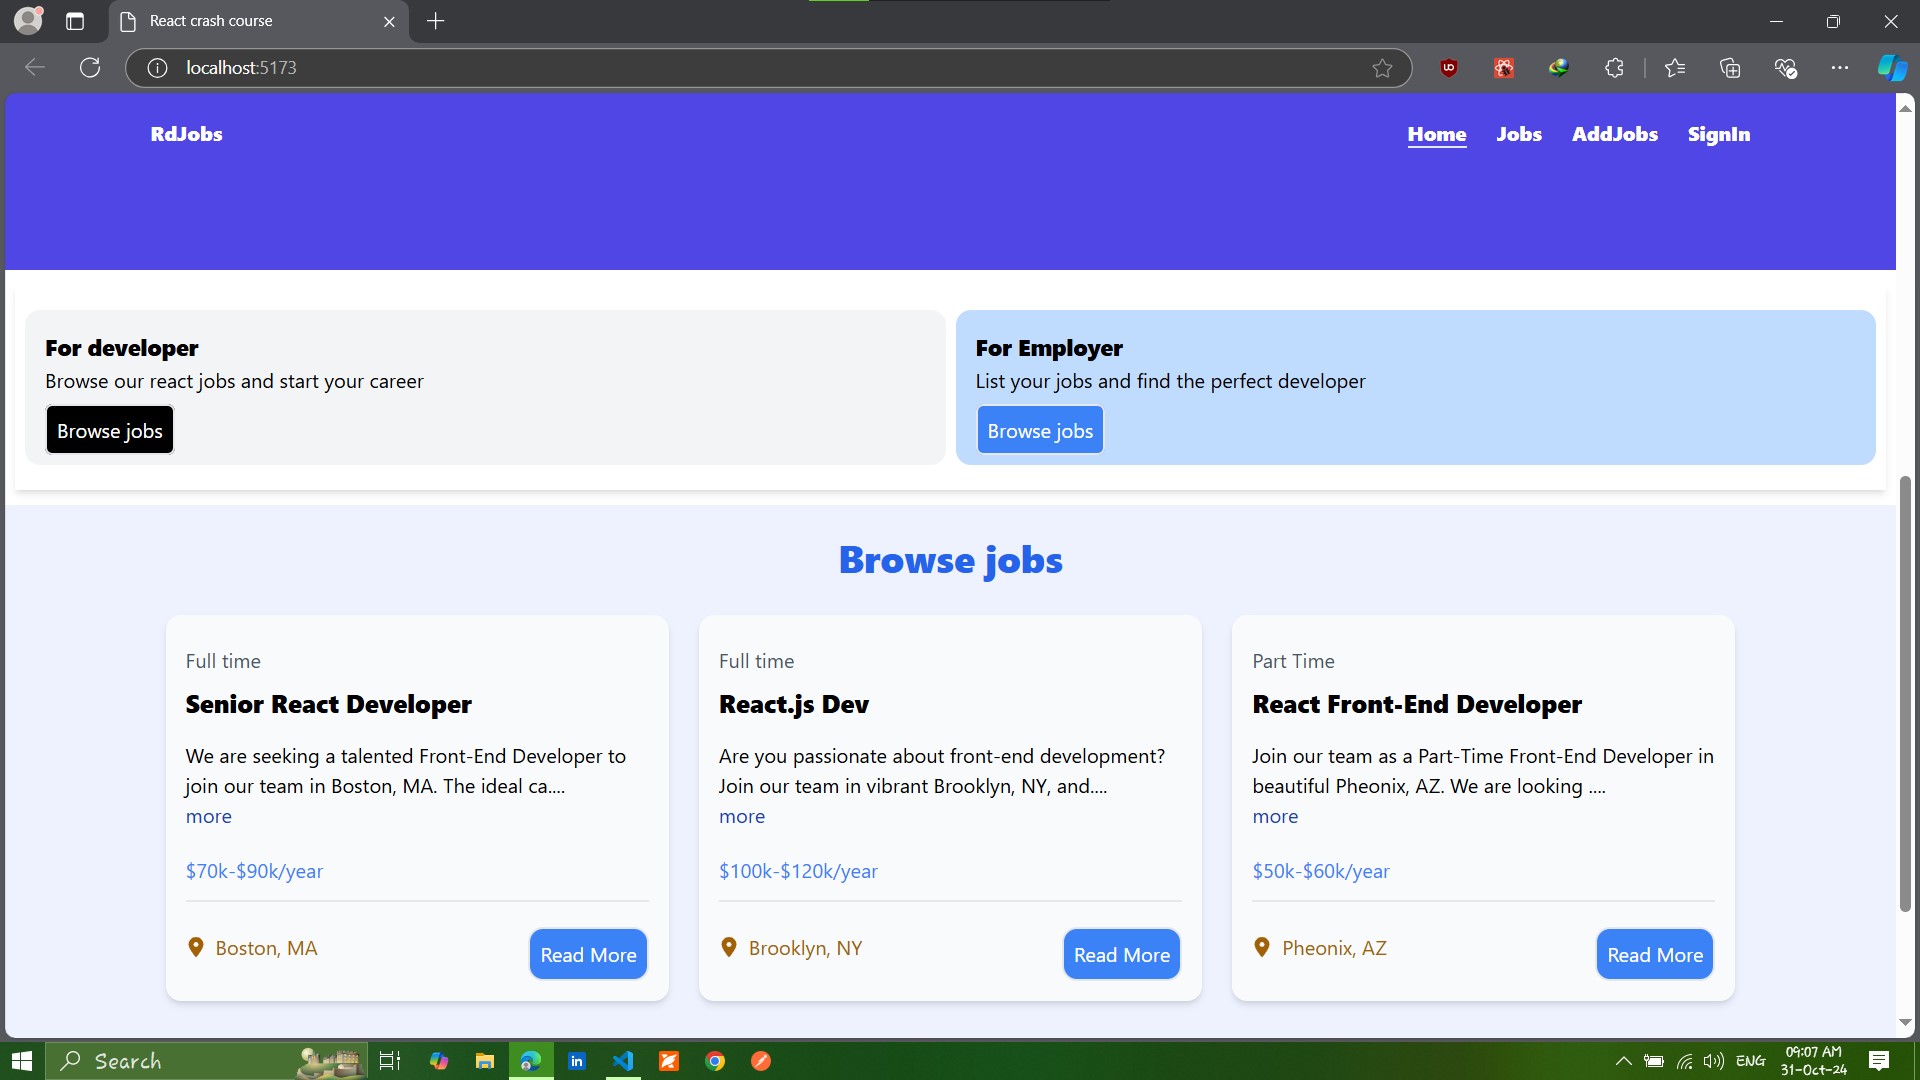 React crash course
localhost:5173
RdJobs
Home Jobs AddJobs SignIn
For developer
Browse our react jobs and start your career
Browse jobs
For Employer
List your jobs and find the perfect developer
Browse jobs
Browse jobs
Full time
Senior React Developer
We are seeking a talented Front-End Developer to
join our team in Boston, MA. The ideal ca....
more
$70k-$90k/year
Boston, MA
Read More
Full time
React.js Dev
Are you passionate about front-end development?
Join our team in vibrant Brooklyn, NY, and....
more
$100k-$120k/year
Brooklyn, NY
Read More
Part Time
React Front-End Developer
Join our team as a Part-Time Front-End Developer in
beautiful Pheonix, AZ. We are looking ....
more
$50k-$60k/year
Pheonix, AZ
Read More
Search
ENG
09:07 AM
31-Oct-24